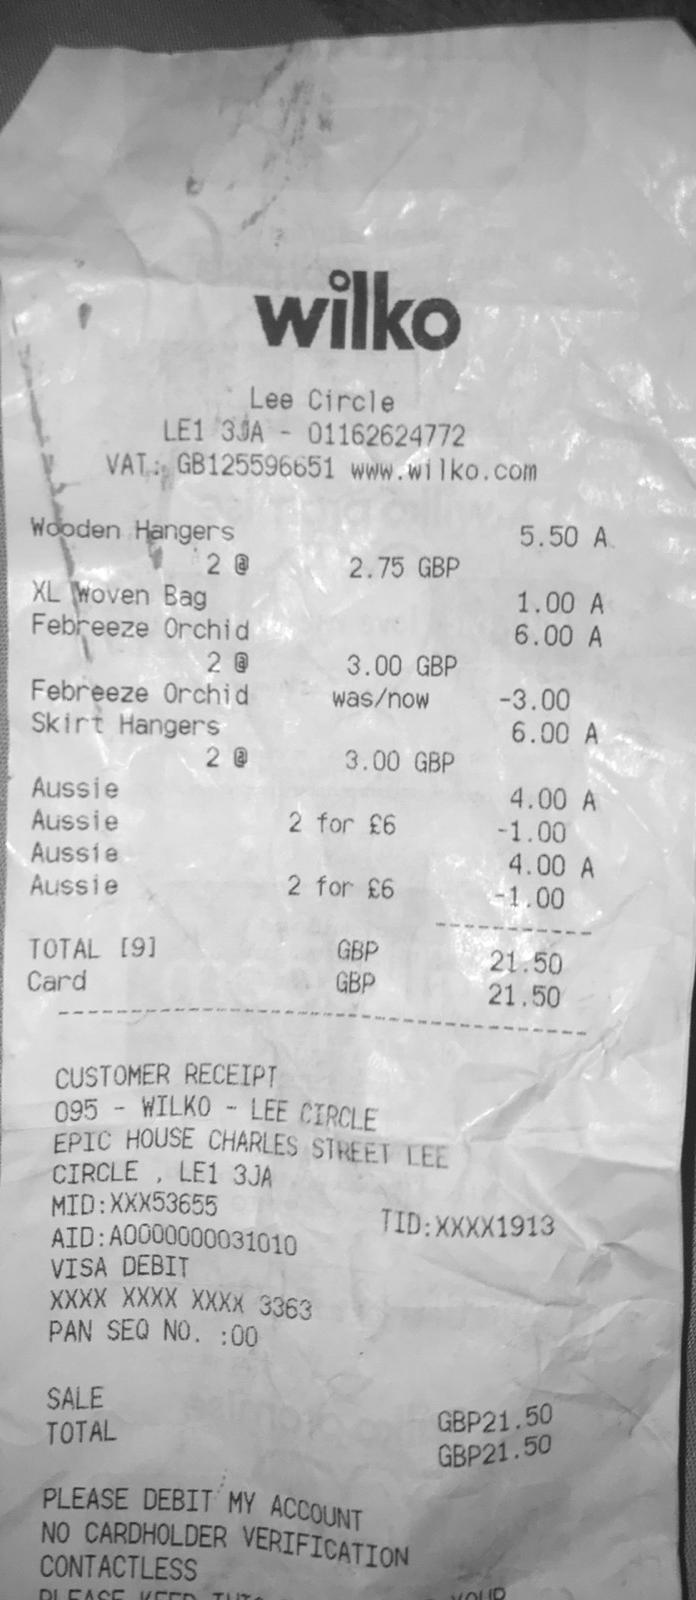 wilko
Lee Circle
LE1 3JA - 01162624772
VAT.: GB125596651 www.wilko.com
Wooden Hangers 5.50 A
2 @ 2.75 GBP
XL Woven Bag 1.00 A
Febreeze Orchid 6.00 A
2 @ 3.00 GBP
Febreeze Orchid was/now -3.00
Skirt Hangers 6.00 A
2 @ 3.00 GBP
Aussie 4.00 A
Aussie 2 for £6 -1.00
Aussie 4.00 A
Aussie 2 for £6 -1.00
TOTAL [9] GBP 21.50
Card GBP 21.50
CUSTOMER RECEIPT
095 - WILKO - LEE CIRCLE
EPIC HOUSE CHARLES STREET LEE
CIRCLE , LE1 3JA
MID:XXX53655 TID:XXXX1913
AID:A0000000031010
VISA DEBIT
XXXX XXXX XXXX 3363
PAN SEQ NO. :00
SALE GBP21.50
TOTAL GBP21.50
PLEASE DEBIT MY ACCOUNT
NO CARDHOLDER VERIFICATION
CONTACTLESS
PLEASE KEEP THIS YOUR